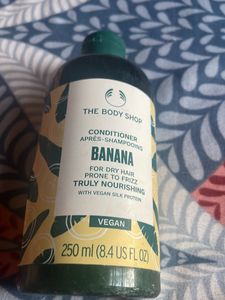 THE BODY SHOP
CONDITIONER
APRÈS-SHAMPOOING
BANANA
FOR DRY HAIR
PRONE TO FRIZZ
TRULY NOURISHING
WITH VEGAN SILK PROTEIN
VEGAN
250 ml (8.4 US FL OZ)